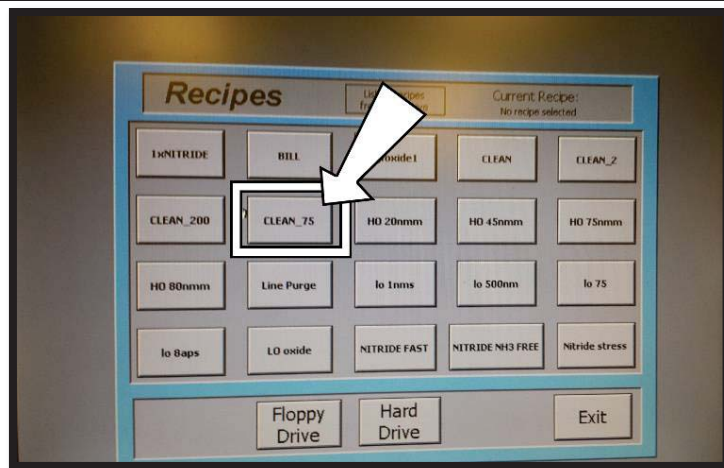 Recipes
Current Recipe:
No recipe selected
1xNITRIDE
BILL
CLEAN
CLEAN_2
CLEAN_200
CLEAN_75
HO 20nmm
HO 45nmm
HO 75nmm
HO 80nmm
Line Purge
lo 1nms
lo 500nm
lo 75
lo 8aps
LO oxide
NITRIDE FAST
NITRIDE NH3 FREE
Nitride stress
Floppy
Drive
Hard
Drive
Exit